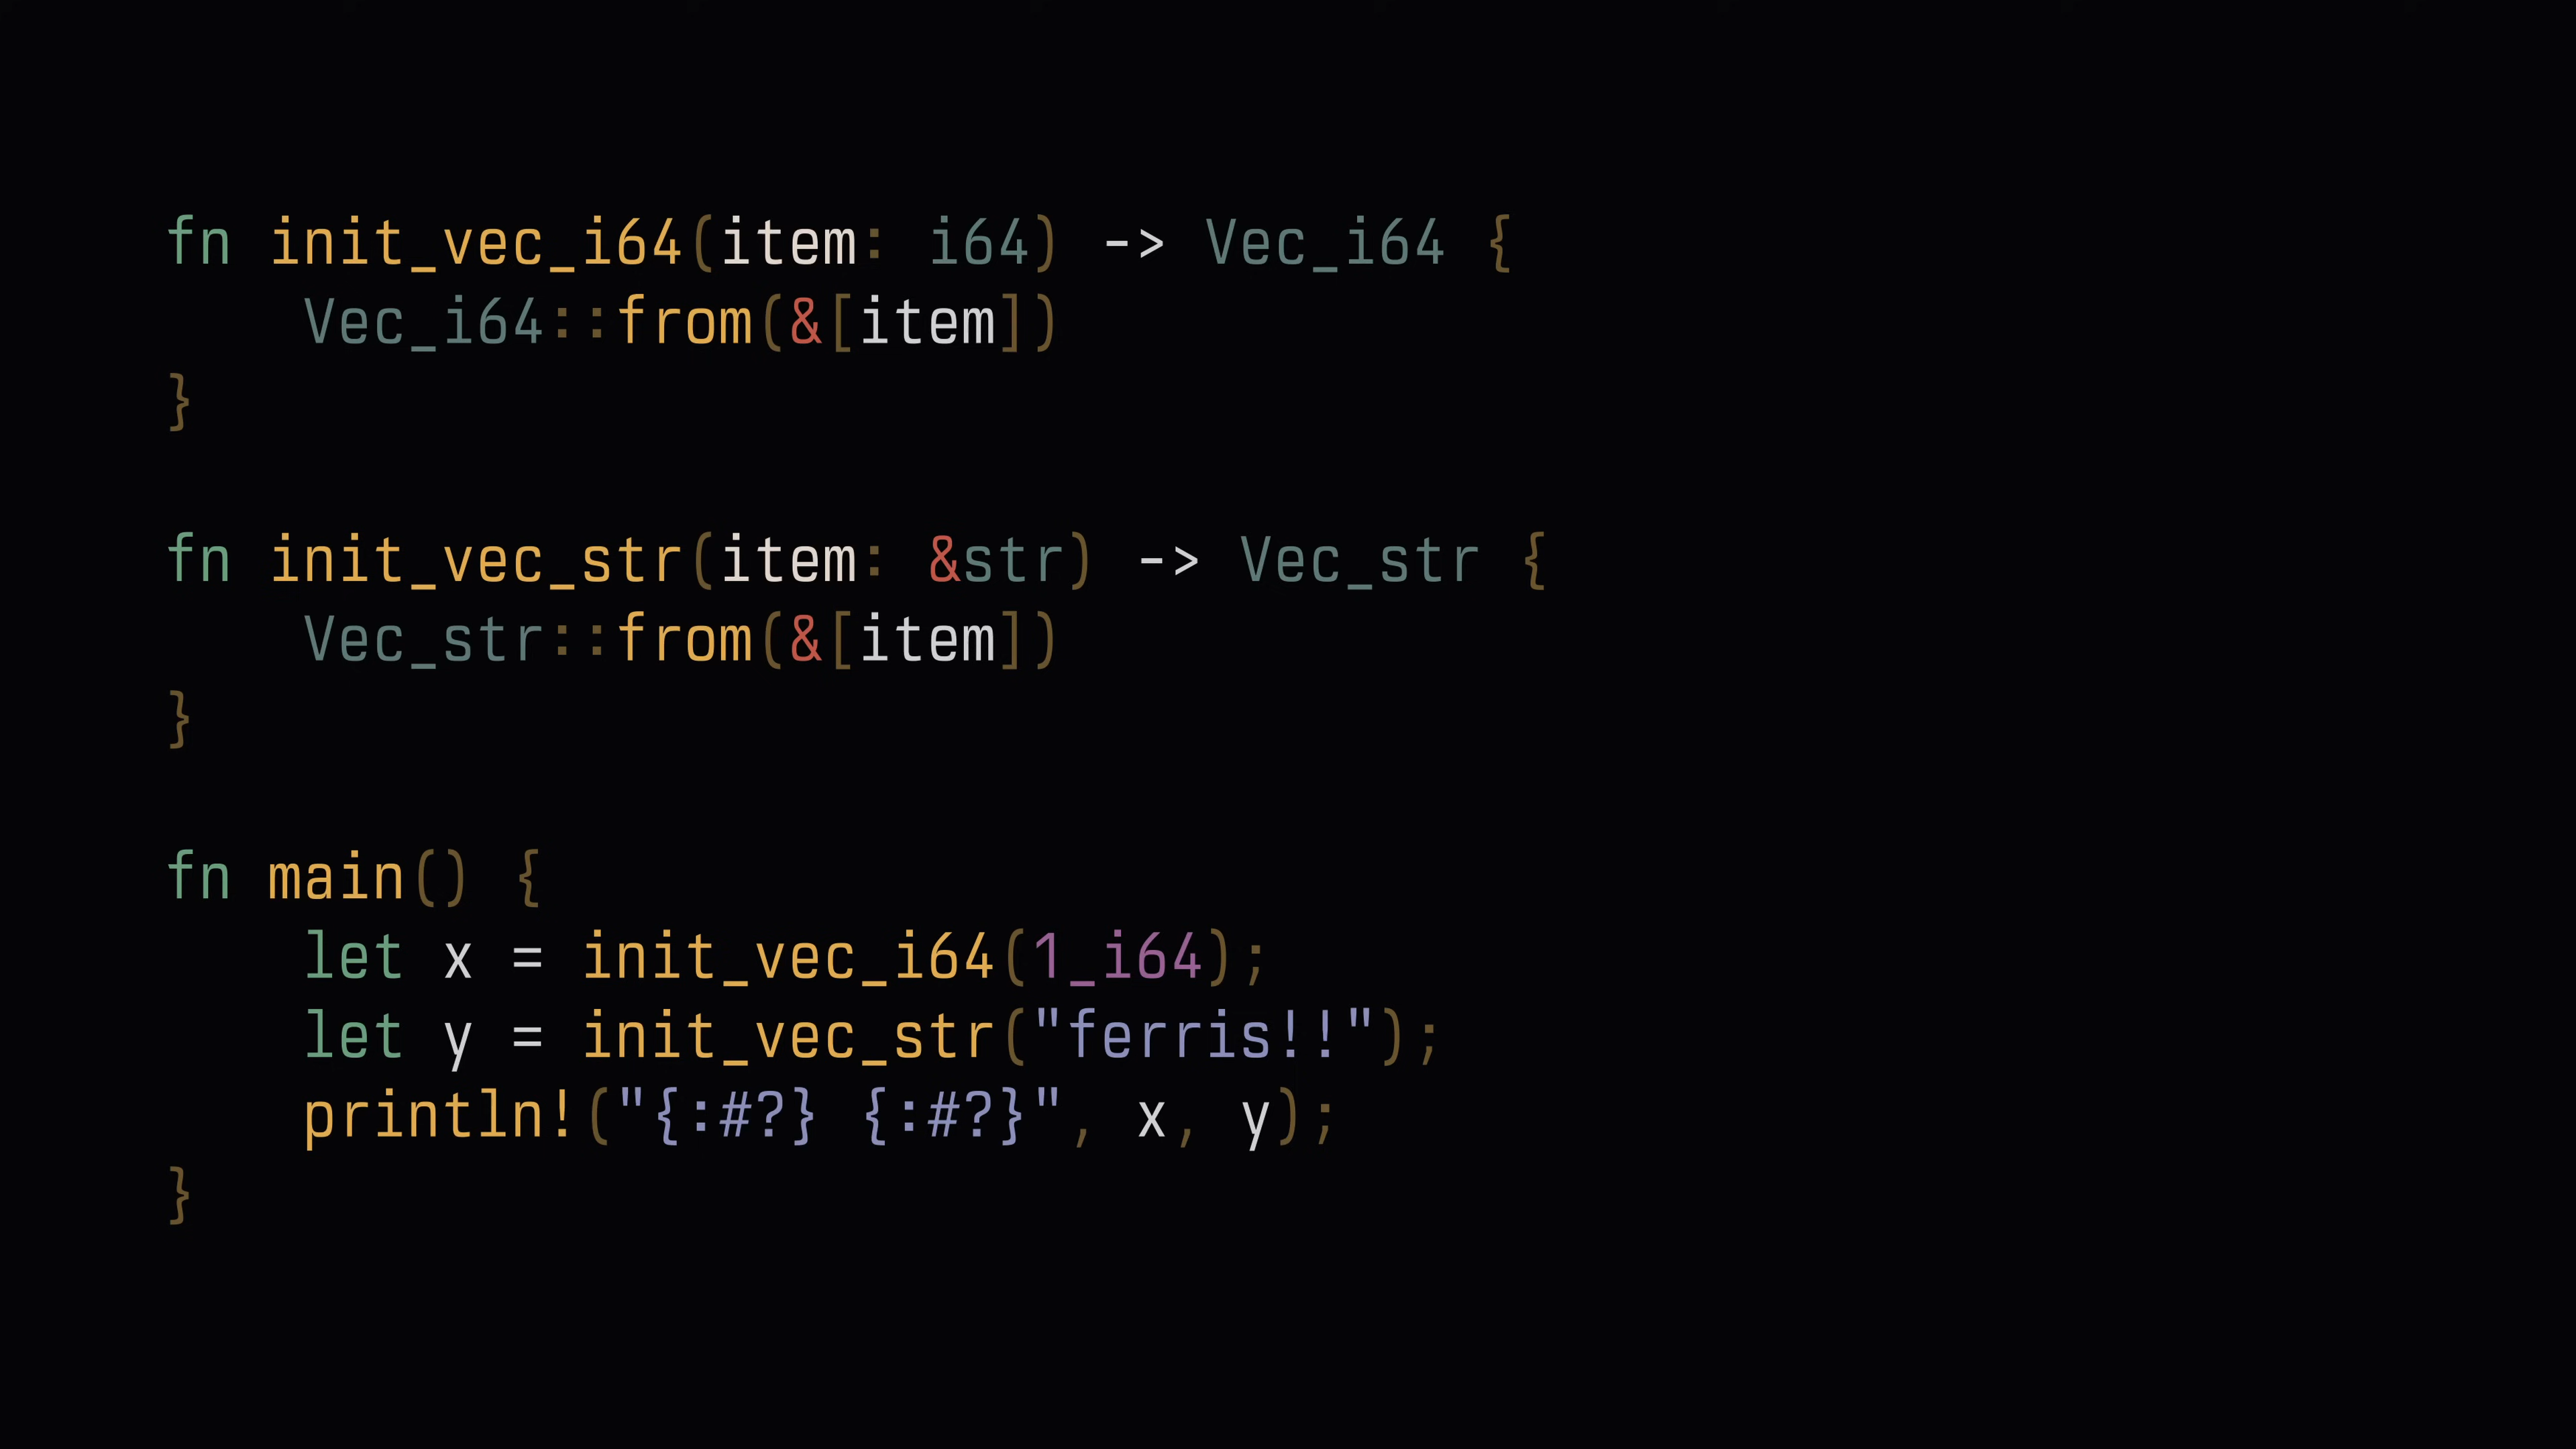 fn init_vec_i64(item: i64) -> Vec_i64 {
    Vec_i64::from(&[item])
}
fn init_vec_str(item: &str) -> Vec_str {
    Vec_str::from(&[item])
}
fn main() {
    let x = init_vec_i64(1_i64);
    let y = init_vec_str("ferris!!");
    println!("{:#?} {:#?}", x, y);
}